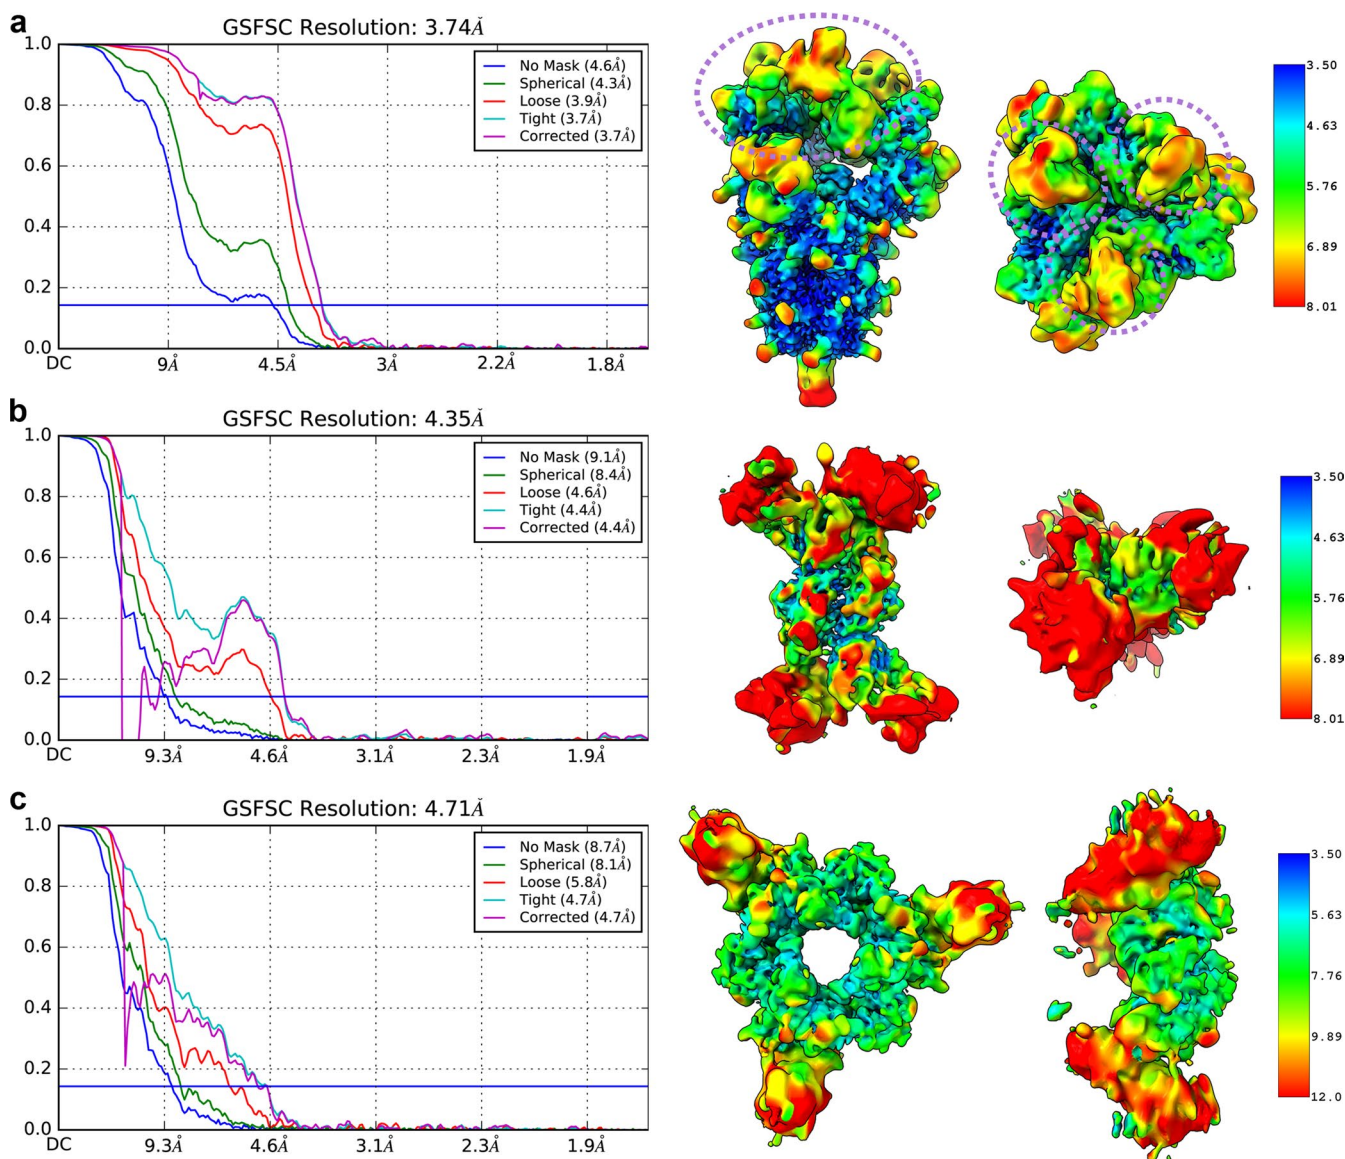 a
GSFSC Resolution: 3.74Å
1.0
0.8
0.6
0.4
0.2
0.0
DC
9Å
4.5Å
3Å
2.2Å
1.8Å
No Mask (4.6Å)
Spherical (4.3Å)
Loose (3.9Å)
Tight (3.7Å)
Corrected (3.7Å)
3.50
4.63
5.76
6.89
8.01
b
GSFSC Resolution: 4.35Å
1.0
0.8
0.6
0.4
0.2
0.0
DC
9.3Å
4.6Å
3.1Å
2.3Å
1.9Å
No Mask (9.1Å)
Spherical (8.4Å)
Loose (4.6Å)
Tight (4.4Å)
Corrected (4.4Å)
3.50
4.63
5.76
6.89
8.01
c
GSFSC Resolution: 4.71Å
1.0
0.8
0.6
0.4
0.2
0.0
DC
9.3Å
4.6Å
3.1Å
2.3Å
1.9Å
No Mask (8.7Å)
Spherical (8.1Å)
Loose (5.8Å)
Tight (4.7Å)
Corrected (4.7Å)
3.50
5.63
7.76
9.89
12.0